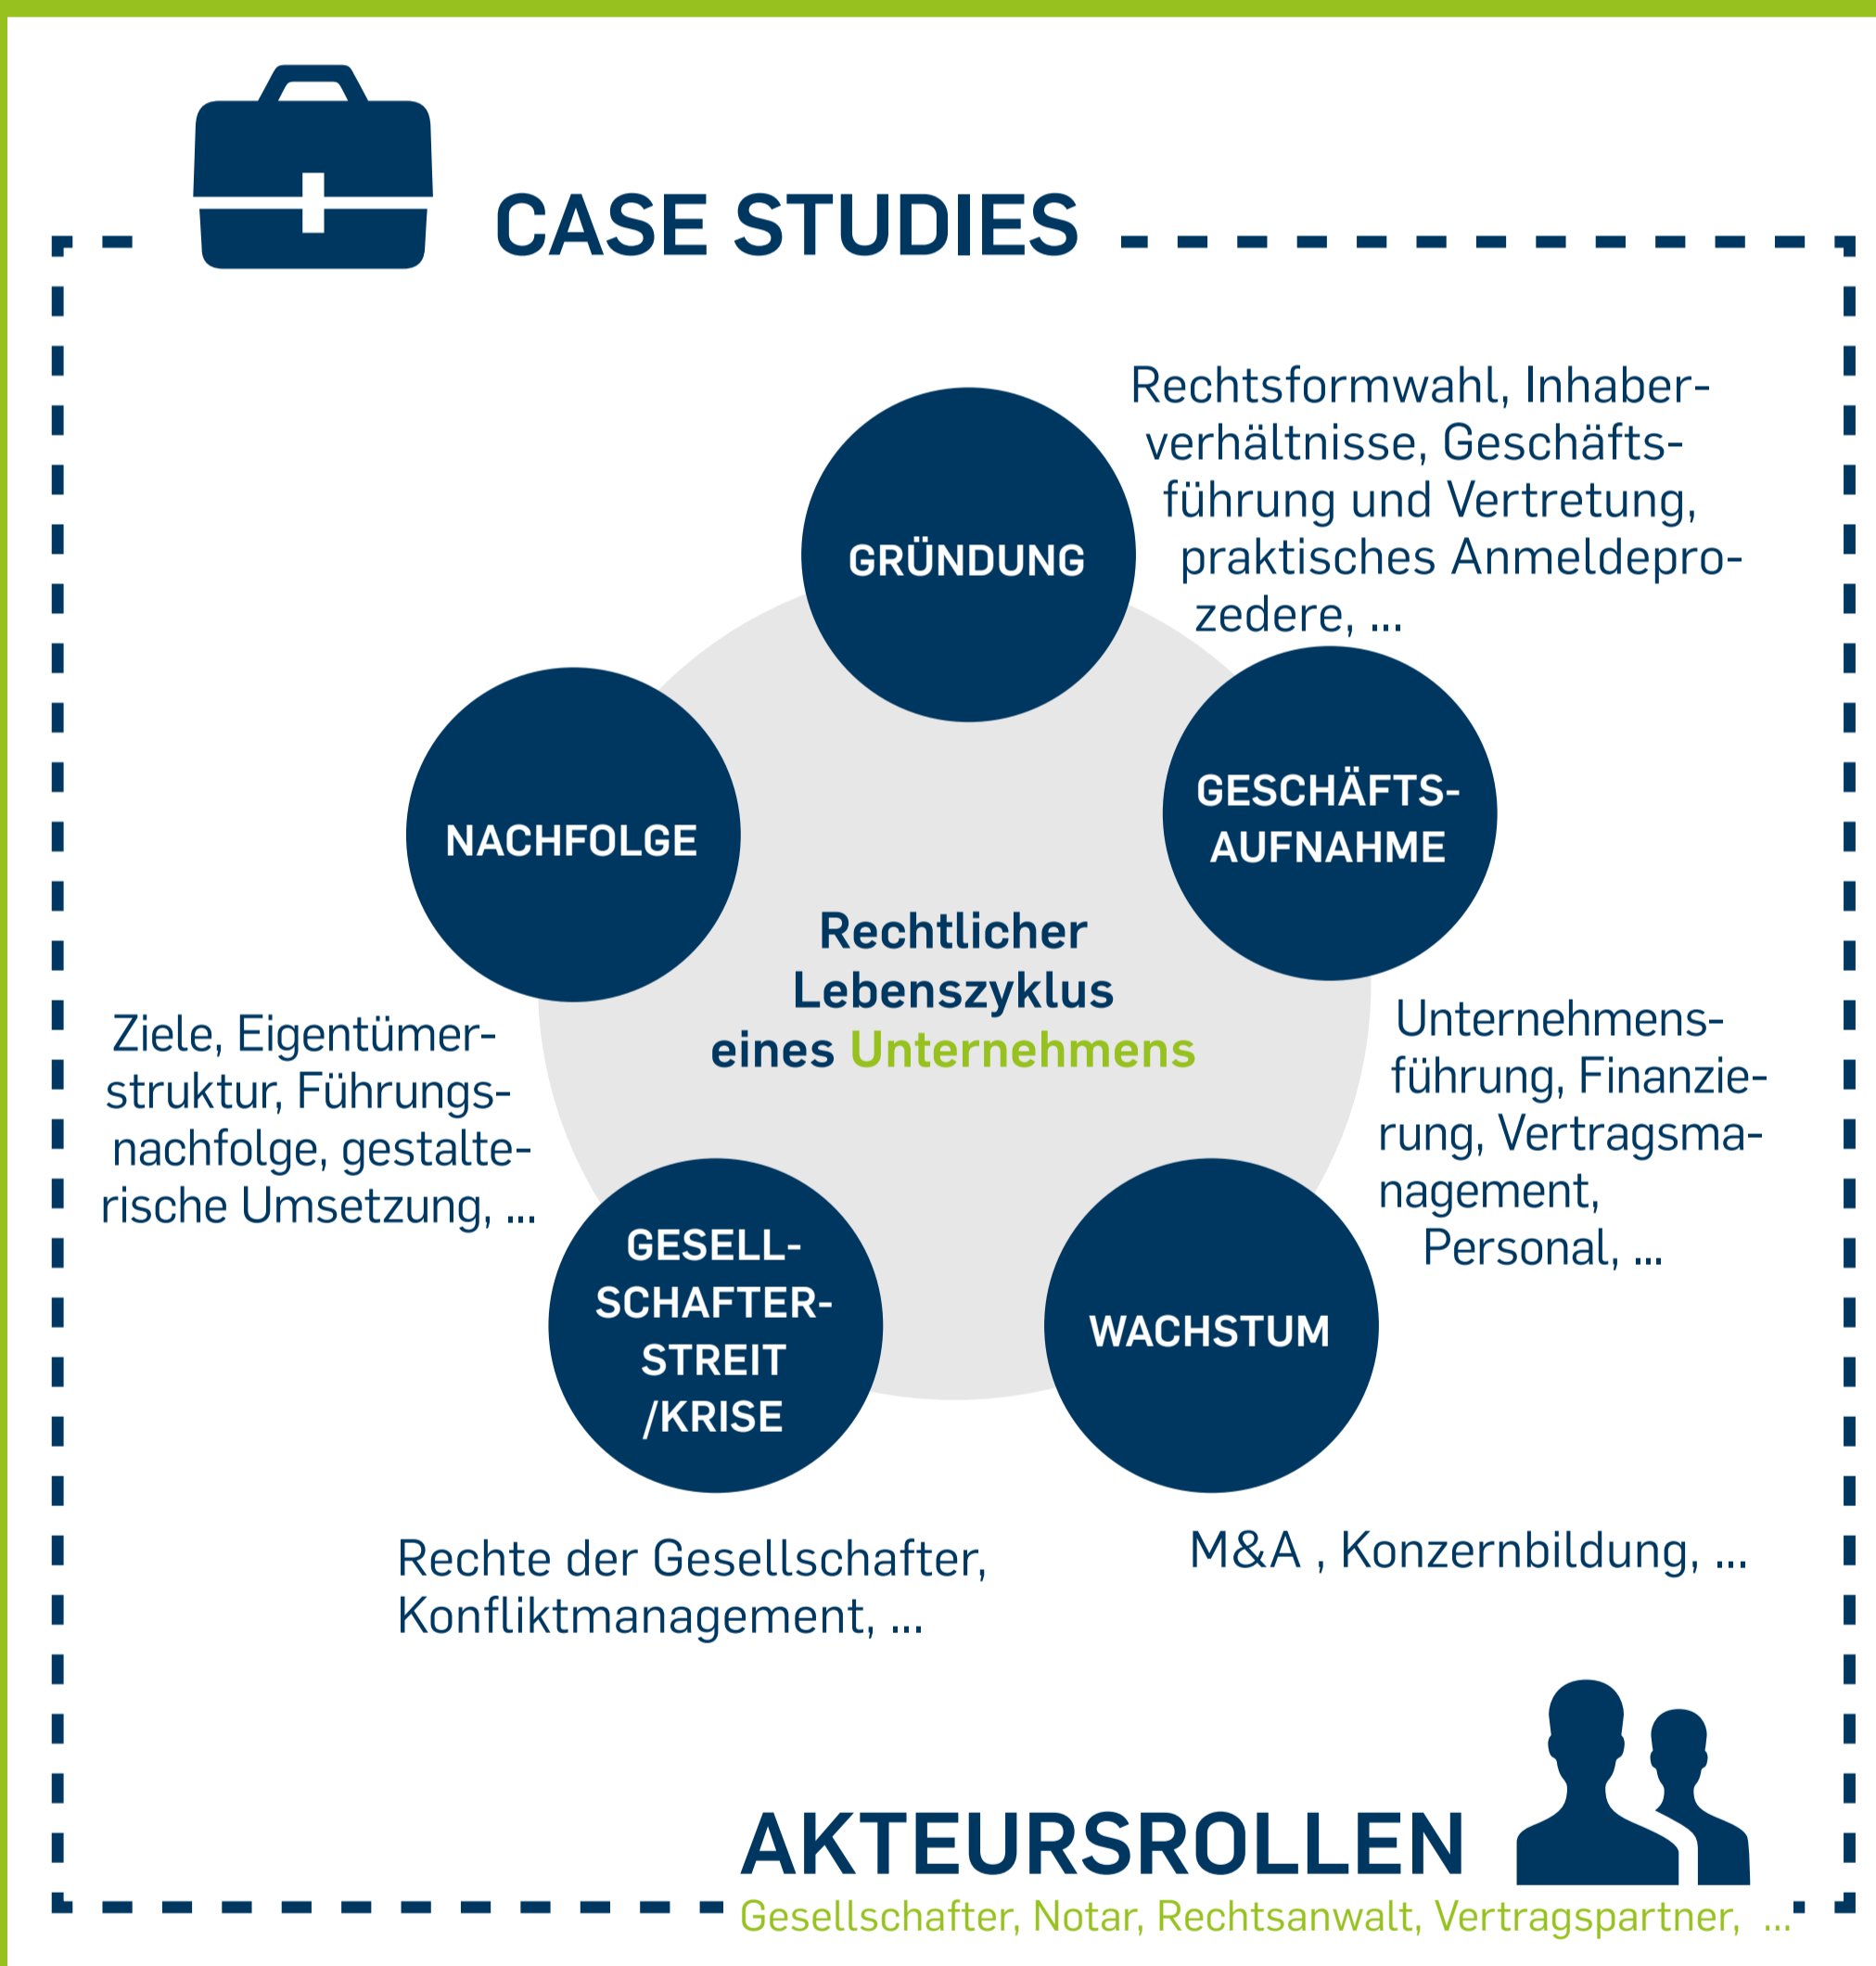 CASE STUDIES
GRÜNDUNG
Rechtsformwahl, Inhaber-
verhältnisse, Geschäfts-
führung und Vertretung,
praktisches Anmeldepro-
zedere, ...
GESCHÄFTS-
AUFNAHME
Unternehmens-
führung, Finanzie-
rung, Vertragsma-
nagement,
Personal, ...
WACHSTUM
M&A , Konzernbildung, ...
GESELL-
SCHAFTER-
STREIT
/KRISE
Rechte der Gesellschafter,
Konfliktmanagement, ...
NACHFOLGE
Ziele, Eigentümer-
struktur, Führungs-
nachfolge, gestalte-
rische Umsetzung, ...
Rechtlicher
Lebenszyklus
eines Unternehmens
AKTEURSROLLEN
Gesellschafter, Notar, Rechtsanwalt, Vertragspartner, ...